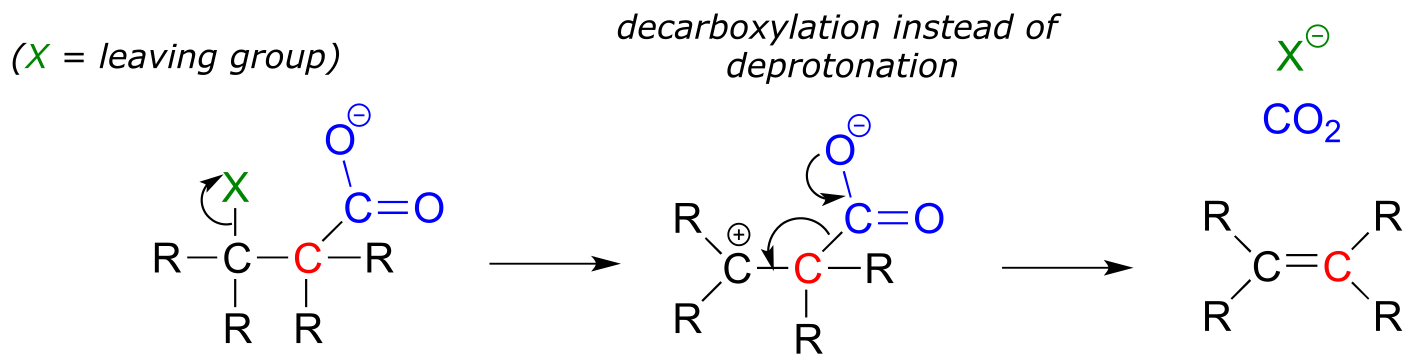 (X = leaving group)
decarboxylation instead of
deprotonation
X⊖
CO₂
O⊖
X
C=O
R–C–C–R
R R
O⊖
R ⊕ C=O
C–C–R
R R
R R
C=C
R R